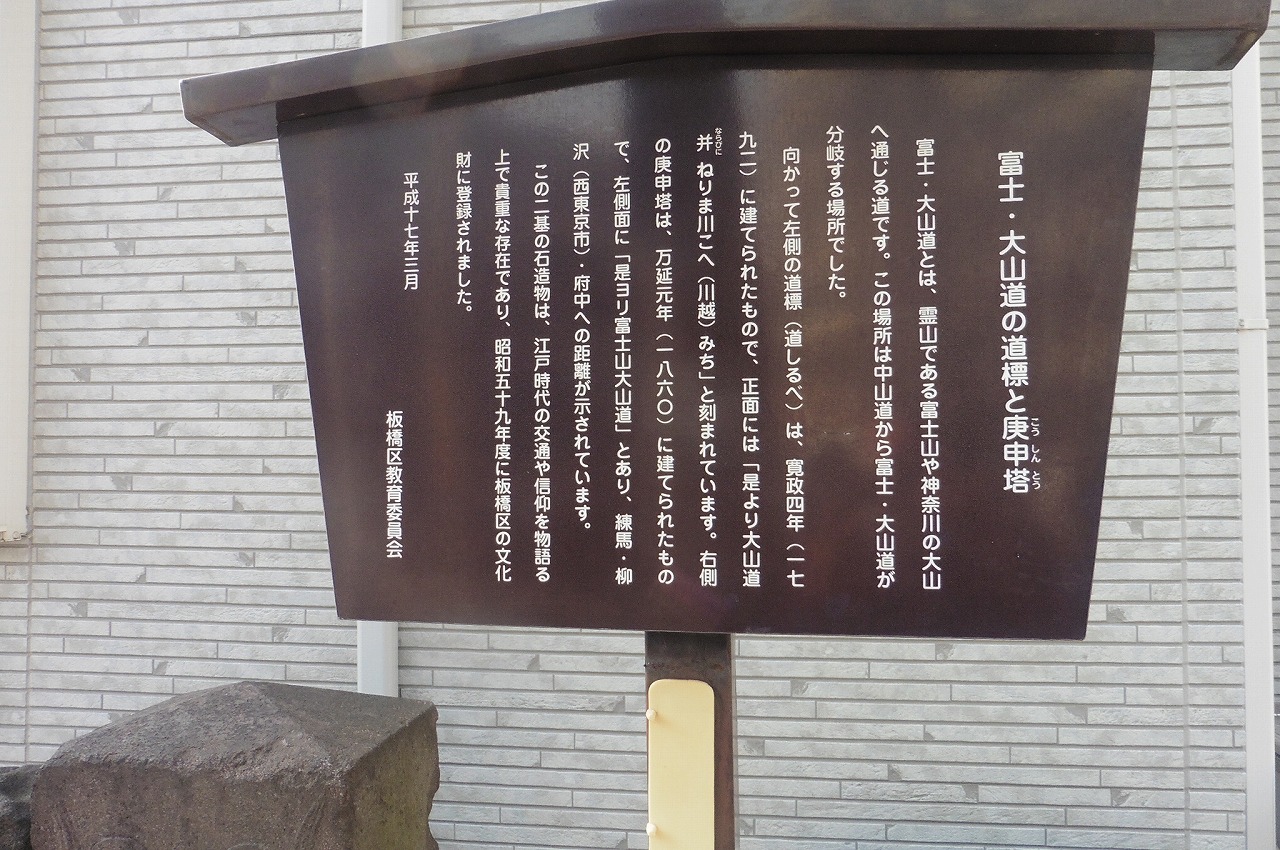 富士・大山道の道標と庚申塔
こうしんとう
富士・大山道とは、霊山である富士山や神奈川の大山
へ通じる道です。この場所は中山道から富士・大山道が
分岐する場所でした。
向かって左側の道標（道しるべ）は、寛政四年（一七
九二）に建てられたもので、正面には「是より大山道
并 ねりま川こへ（川越）みち」と刻まれています。右側
ならびに
の庚申塔は、万延元年（一八六〇）に建てられたもの
で、左側面に「是ヨリ富士山大山道」とあり、練馬・柳
沢（西東京市）・府中への距離が示されています。
この二基の石造物は、江戸時代の交通や信仰を物語る
上で貴重な存在であり、昭和五十九年度に板橋区の文化
財に登録されました。
平成十七年三月
板橋区教育委員会